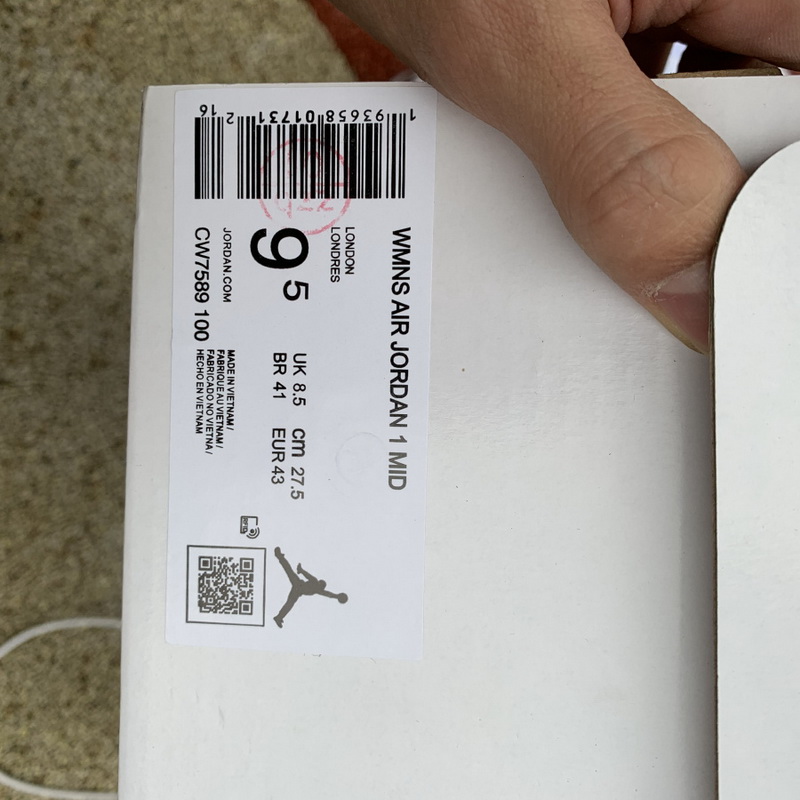 WMNS AIR JORDAN 1 MID
LONDON
LONDRES
9 5
UK 8.5 cm 27.5
BR 41 EUR 43
JORDAN.COM
CW7589 100
MADE IN VIETNAM/
FABRIQUE AU VIETNAM/
FABRICADO NO VIETNA/
HECHO EN VIETNAM
1 93658 01731 2 16